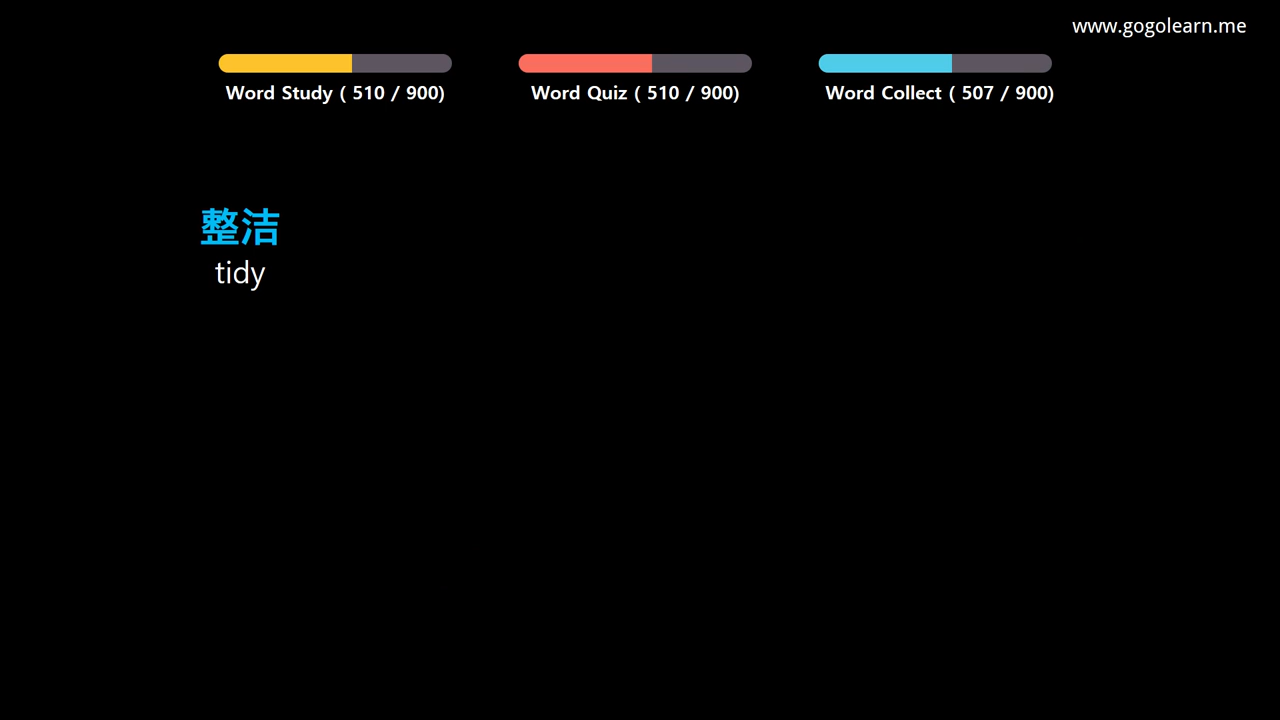 www.gogolearn.me
Word Study ( 510 / 900)
Word Quiz ( 510 / 900)
Word Collect ( 507 / 900)
整洁
tidy